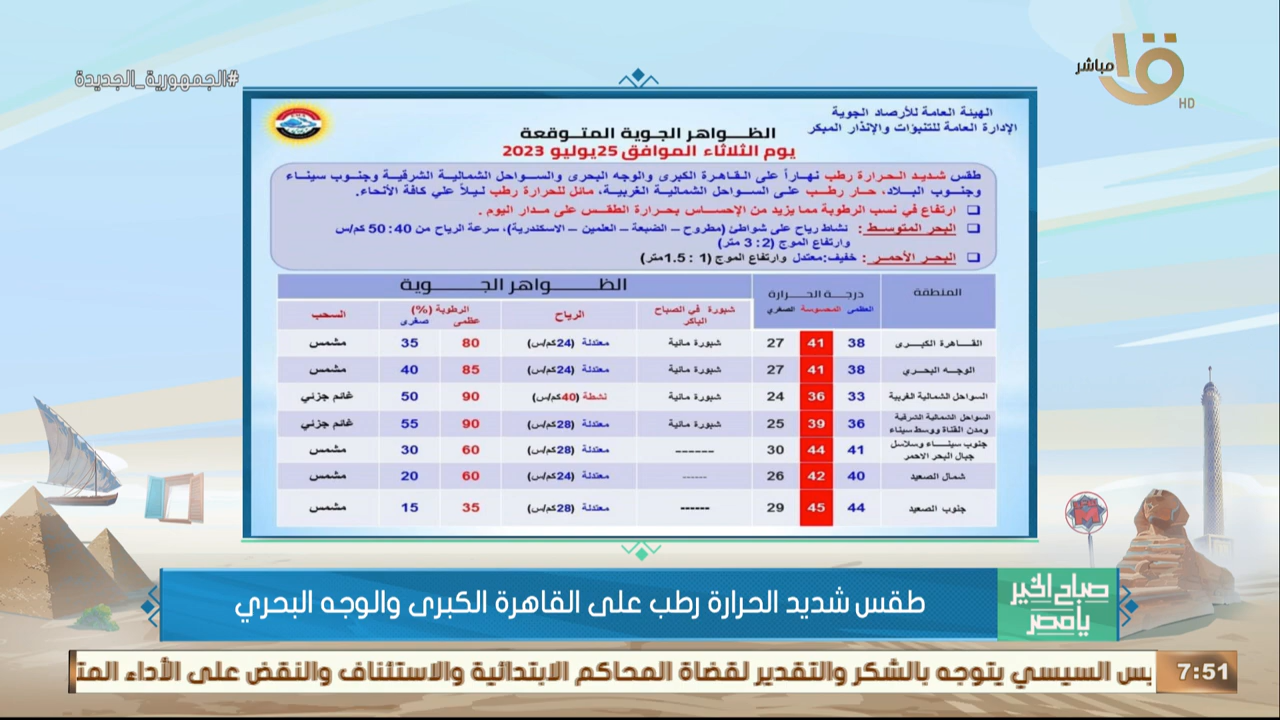 #الجمهورية_الجديدة
مباشر
HD
الهيئة العامة للأرصاد الجوية
الإدارة العامة للتنبؤات والإنذار المبكر
الظـــواهر الجوية المتـوقعة
يوم الثلاثاء الموافق 25يوليو 2023
طقس شديد الحرارة رطب نهاراً على القاهرة الكبرى والوجه البحرى والسواحل الشمالية الشرقية وجنوب سيناء
وجنوب البلاد، حار رطب على السواحل الشمالية الغربية، مائل للحرارة رطب ليلاً علي كافة الأنحاء.
ارتفاع في نسب الرطوبة مما يزيد من الإحساس بحرارة الطقس على مدار اليوم .
البحر المتوسط : نشاط رياح على شواطئ (مطروح – الضبعة – العلمين – الاسكندرية)، سرعة الرياح من 40: 50 كم/س
وارتفاع الموج (2 : 3 متر)
البحر الأحمر : خفيف:معتدل وارتفاع الموج (1 : 1.5متر)
المنطقة درجة الحرارة الظـــواهر الجـــوية
العظمى المحسوسة الصغري شبورة في الصباح الباكر الرياح الرطوبة (%) عظمى صغرى السحب
القاهرة الكبرى 38 41 27 شبورة مائية معتدلة (24كم/س) 80 35 مشمس
الوجه البحري 38 41 27 شبورة مائية معتدلة (24كم/س) 85 40 مشمس
السواحل الشمالية الغربية 33 36 24 شبورة مائية نشطة (40كم/س) 90 50 غائم جزئي
السواحل الشمالية الشرقية ومدن القناة ووسط سيناء 36 39 25 شبورة مائية معتدلة (28كم/س) 90 55 غائم جزئي
جنوب سيناء وسلاسل جبال البحر الاحمر 41 44 30 ------ معتدلة (28كم/س) 60 30 مشمس
شمال الصعيد 40 42 26 ------ معتدلة (24كم/س) 60 20 مشمس
جنوب الصعيد 44 45 29 ------ معتدلة (28كم/س) 35 15 مشمس
صباح الخير يا مصر
طقس شديد الحرارة رطب على القاهرة الكبرى والوجه البحري
7:51
السيسي يتوجه بالشكر والتقدير لقضاة المحاكم الابتدائية والاستئناف والنقض على الأداء